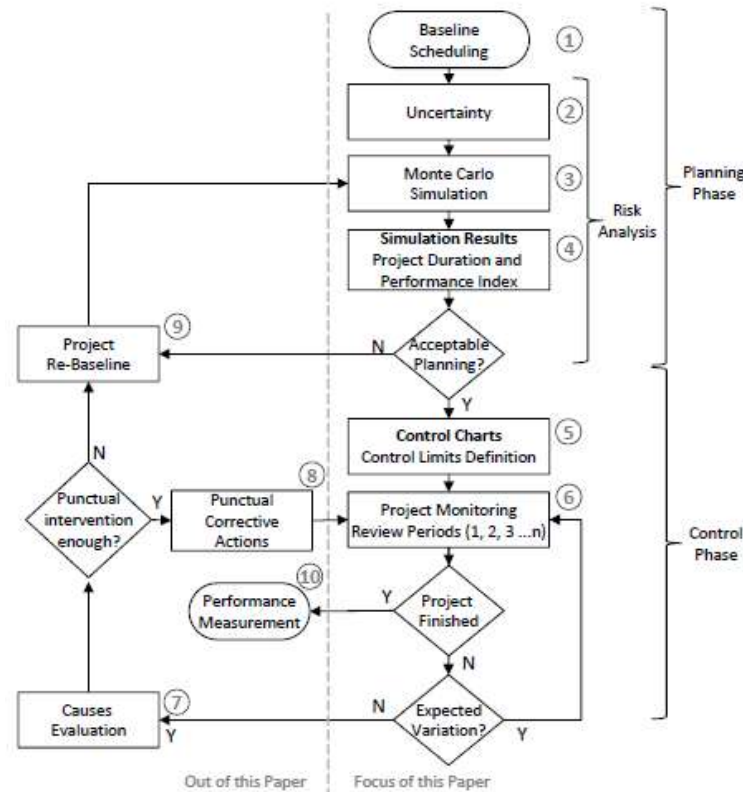 Baseline
Scheduling
1
Uncertainty
2
Monte Carlo
Simulation
3
Simulation Results
Project Duration and
Performance Index
4
Risk
Analysis
Planning
Phase
Project
Re-Baseline
9
N
Acceptable
Planning?
Y
Control Charts
Control Limits Definition
5
N
Punctual
intervention
enough?
Y
Punctual
Corrective
Actions
8
Project Monitoring
Review Periods (1, 2, 3 ...n)
6
Control
Phase
Performance
Measurement
10
Y
Project
Finished
N
Causes
Evaluation
7
Y
N
Expected
Variation?
Y
Out of this Paper
Focus of this Paper